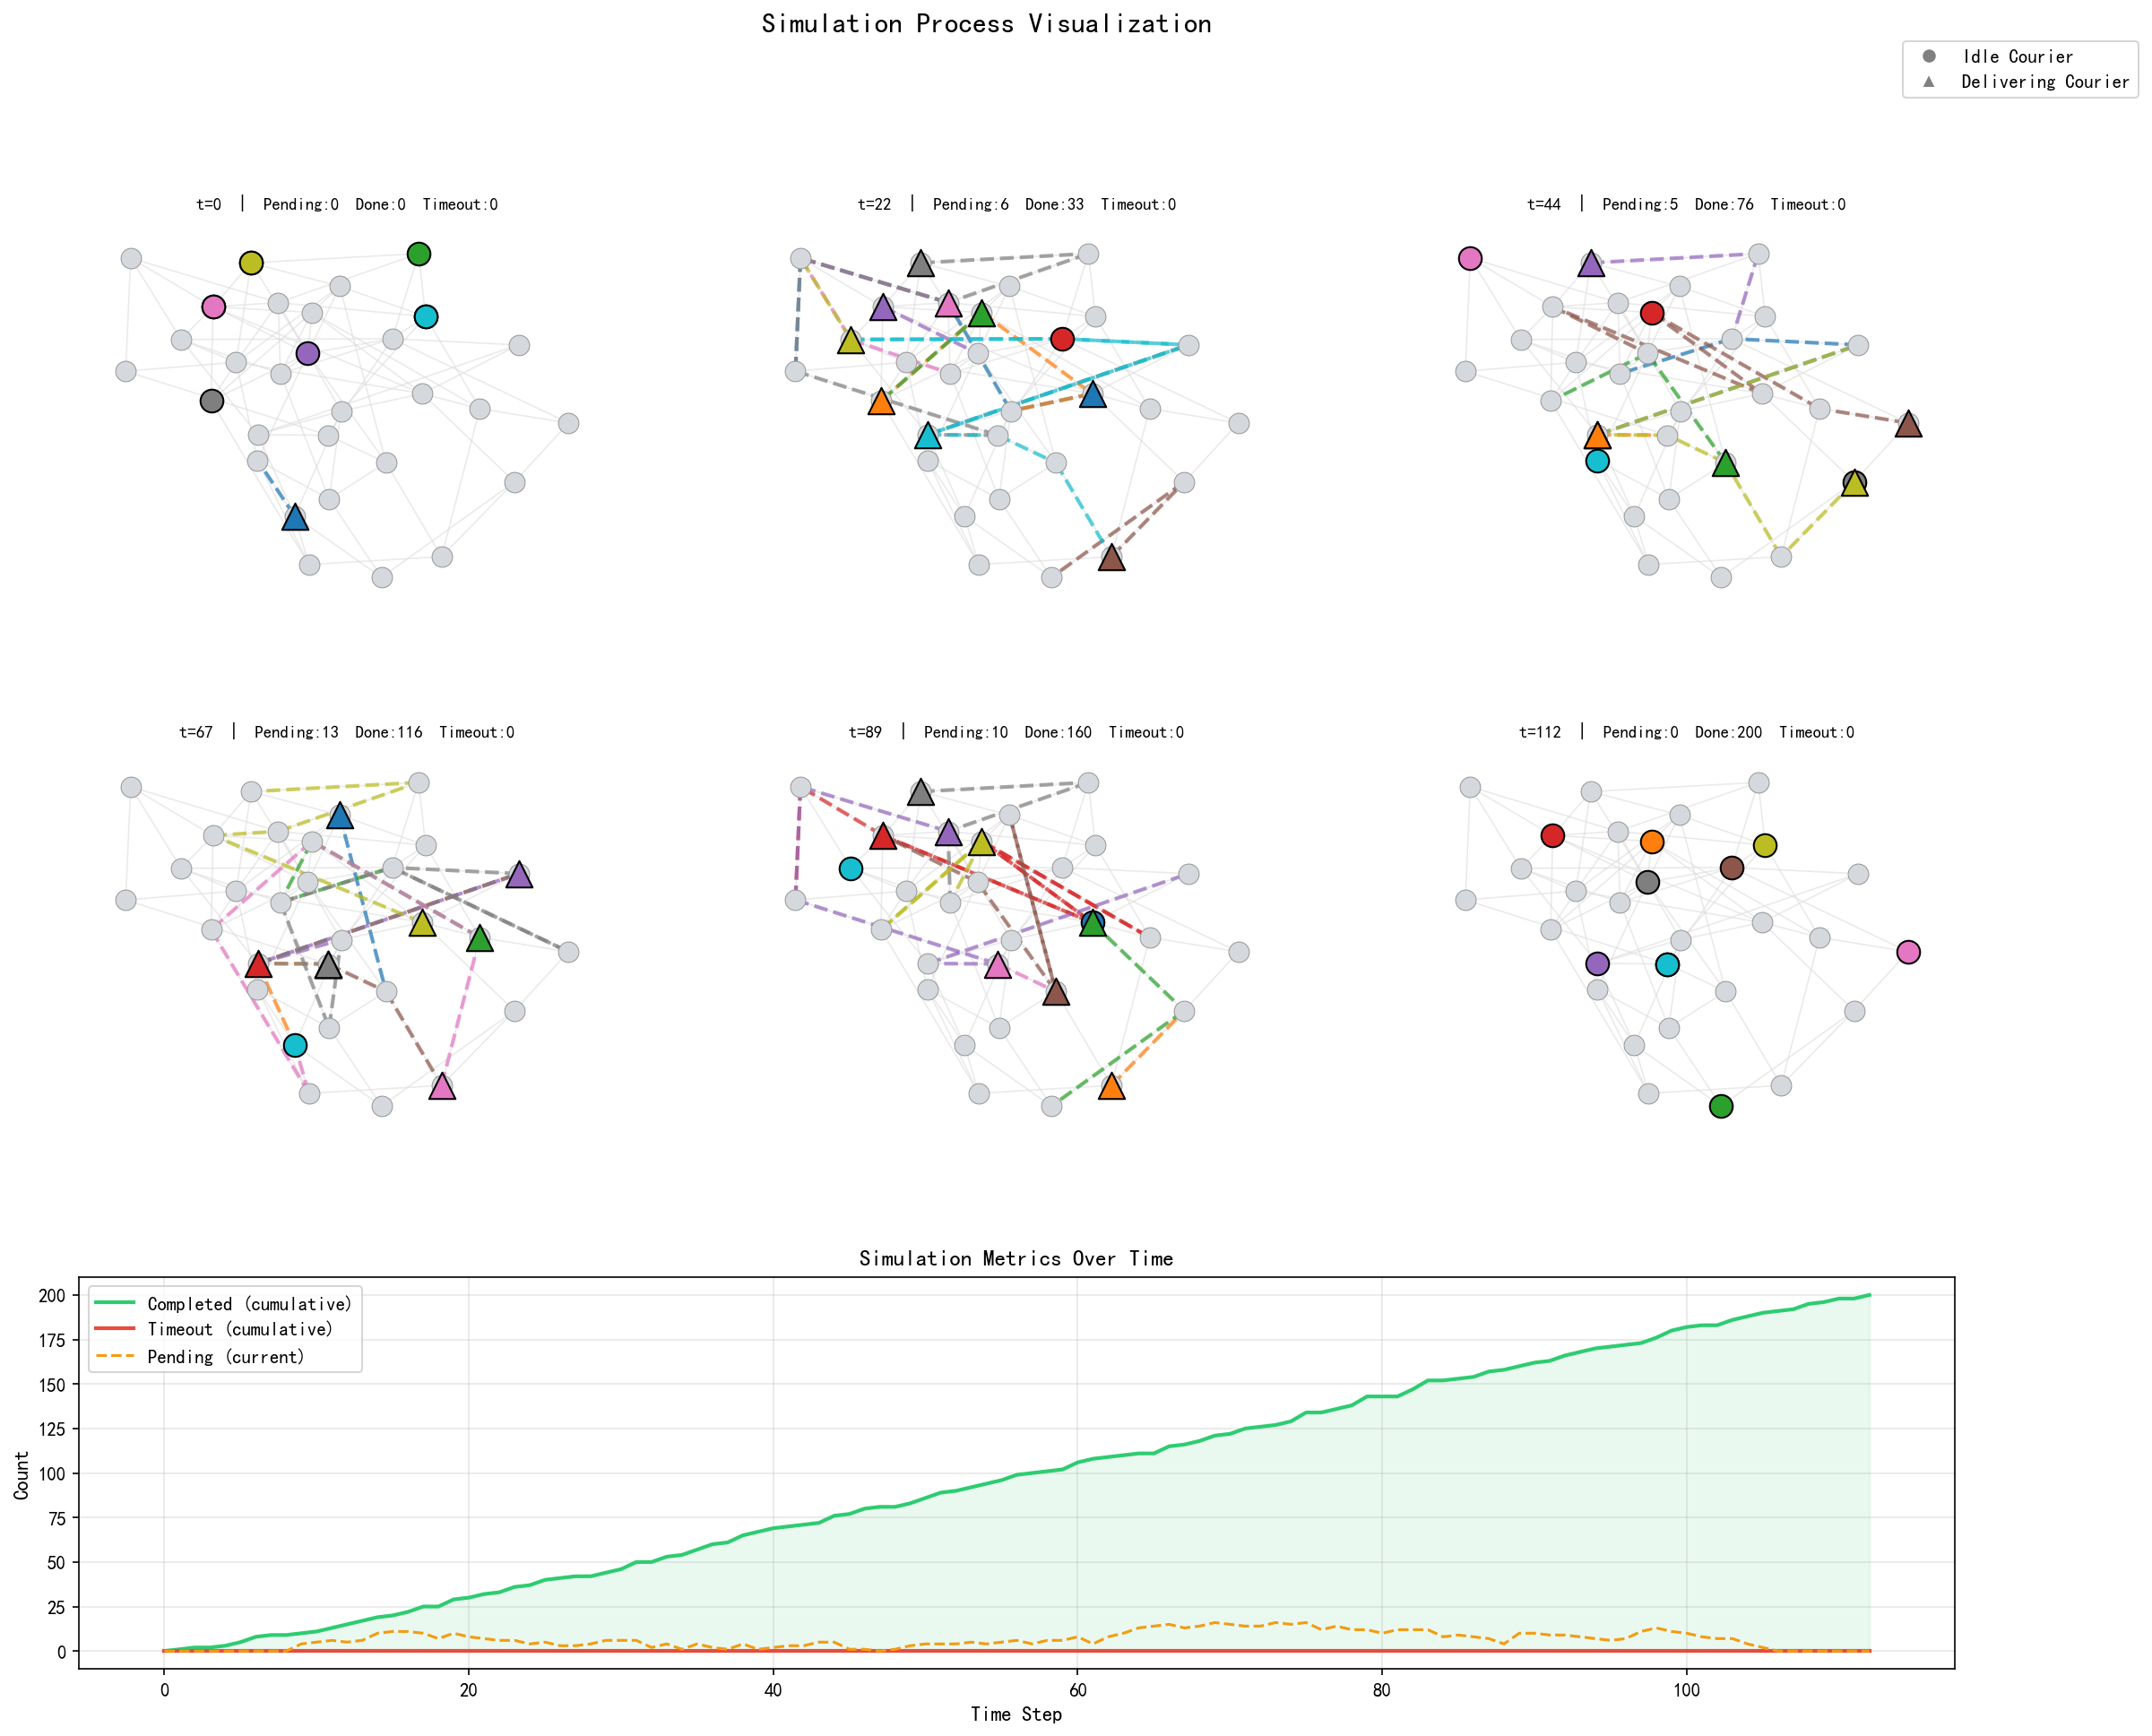 Simulation Process Visualization
Idle Courier
Delivering Courier
t=0 | Pending:0 Done:0 Timeout:0
t=22 | Pending:6 Done:33 Timeout:0
t=44 | Pending:5 Done:76 Timeout:0
t=67 | Pending:13 Done:116 Timeout:0
t=89 | Pending:10 Done:160 Timeout:0
t=112 | Pending:0 Done:200 Timeout:0
Simulation Metrics Over Time
Completed (cumulative)
Timeout (cumulative)
Pending (current)
Count
200
175
150
125
100
75
50
25
0
0 20 40 60 80 100
Time Step